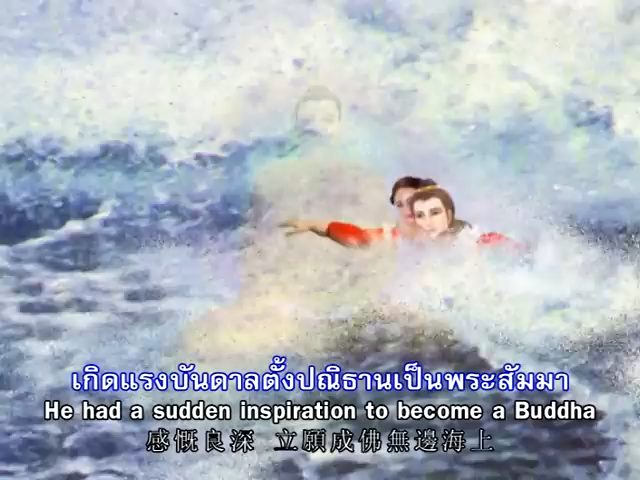 เกิดแรงบันดาลตั้งปณิธานเป็นพระสัมมา
He had a sudden inspiration to become a Buddha
感慨良深 立願成佛無邊海上